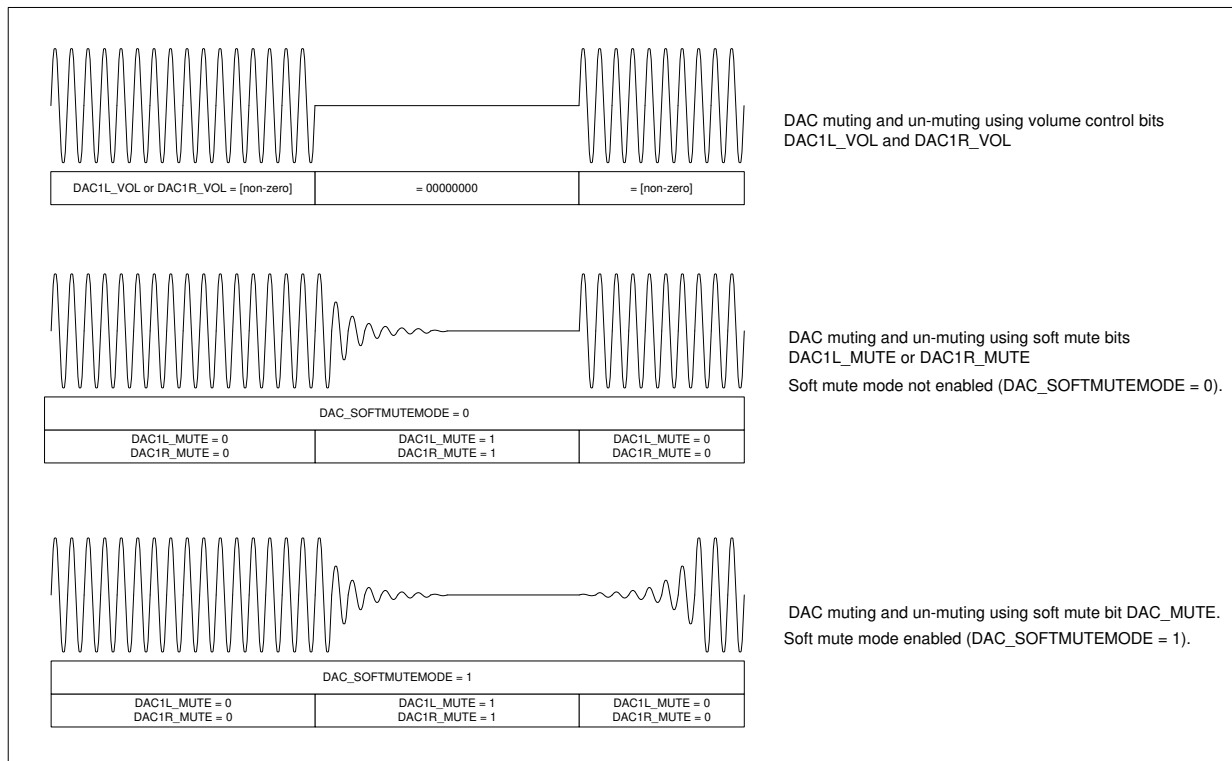 DAC muting and un-muting using volume control bits
DAC1L_VOL and DAC1R_VOL
DAC1L_VOL or DAC1R_VOL = [non-zero]
= 00000000
= [non-zero]
DAC muting and un-muting using soft mute bits
DAC1L_MUTE or DAC1R_MUTE
Soft mute mode not enabled (DAC_SOFTMUTEMODE = 0).
DAC_SOFTMUTEMODE = 0
DAC1L_MUTE = 0
DAC1R_MUTE = 0
DAC1L_MUTE = 1
DAC1R_MUTE = 1
DAC1L_MUTE = 0
DAC1R_MUTE = 0
DAC muting and un-muting using soft mute bit DAC_MUTE.
Soft mute mode enabled (DAC_SOFTMUTEMODE = 1).
DAC_SOFTMUTEMODE = 1
DAC1L_MUTE = 0
DAC1R_MUTE = 0
DAC1L_MUTE = 1
DAC1R_MUTE = 1
DAC1L_MUTE = 0
DAC1R_MUTE = 0